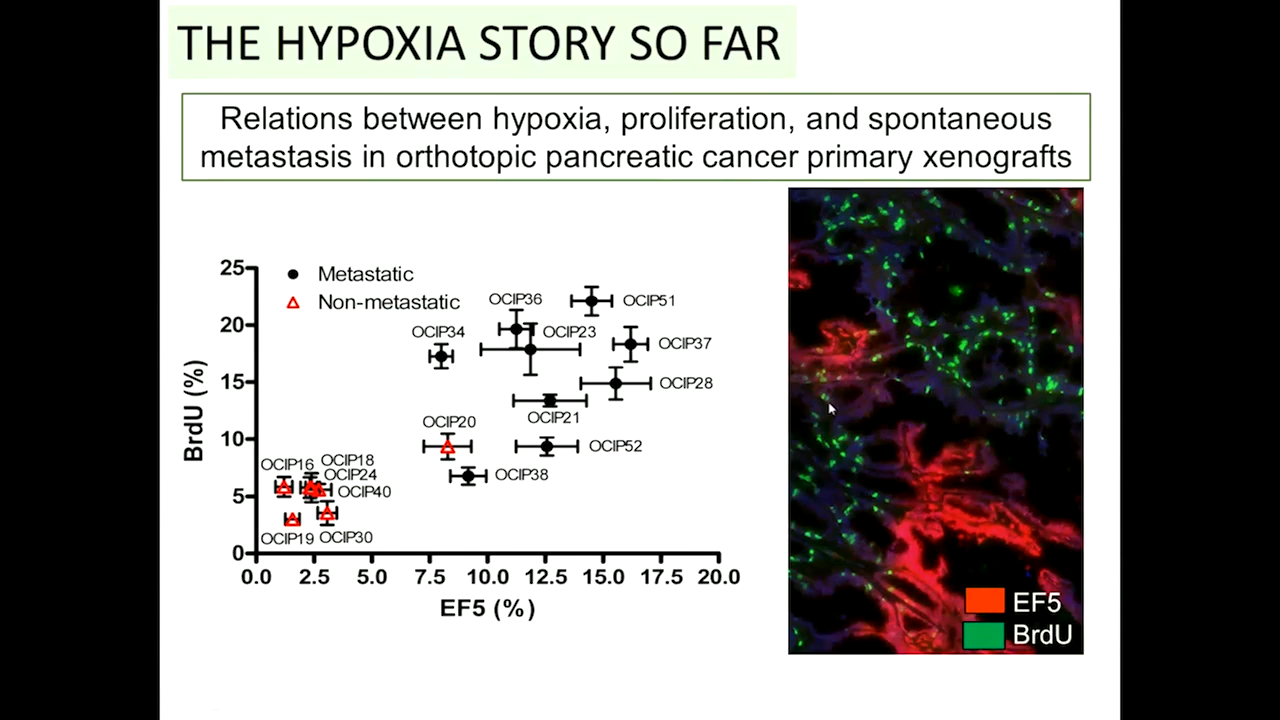 THE HYPOXIA STORY SO FAR
Relations between hypoxia, proliferation, and spontaneous
metastasis in orthotopic pancreatic cancer primary xenografts
25
20
15
10
5
0
BrdU (%)
Metastatic
Non-metastatic
OCIP36
OCIP51
OCIP34
OCIP23
OCIP37
OCIP28
OCIP21
OCIP20
OCIP52
OCIP38
OCIP16
OCIP18
OCIP24
OCIP40
OCIP19
OCIP30
0.0 2.5 5.0 7.5 10.0 12.5 15.0 17.5 20.0
EF5 (%)
EF5
BrdU